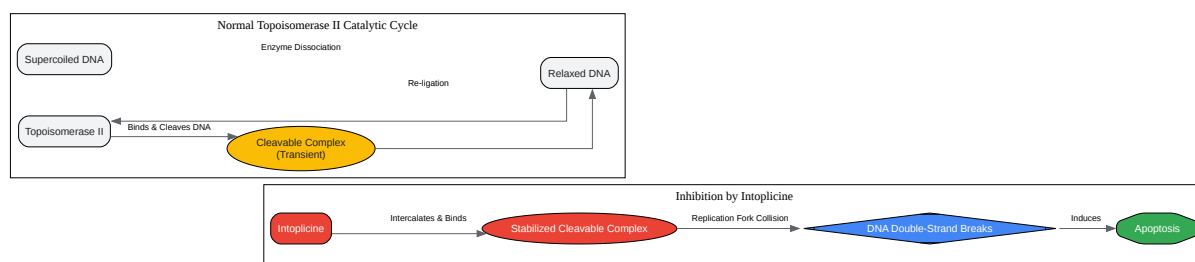 Normal Topoisomerase II Catalytic Cycle
Enzyme Dissociation
Supercoiled DNA
Relaxed DNA
Re-ligation
Topoisomerase II
Binds & Cleaves DNA
Cleavable Complex
(Transient)
Inhibition by Intoplicine
Intoplicine
Intercalates & Binds
Stabilized Cleavable Complex
Replication Fork Collision
DNA Double-Strand Breaks
Induces
Apoptosis